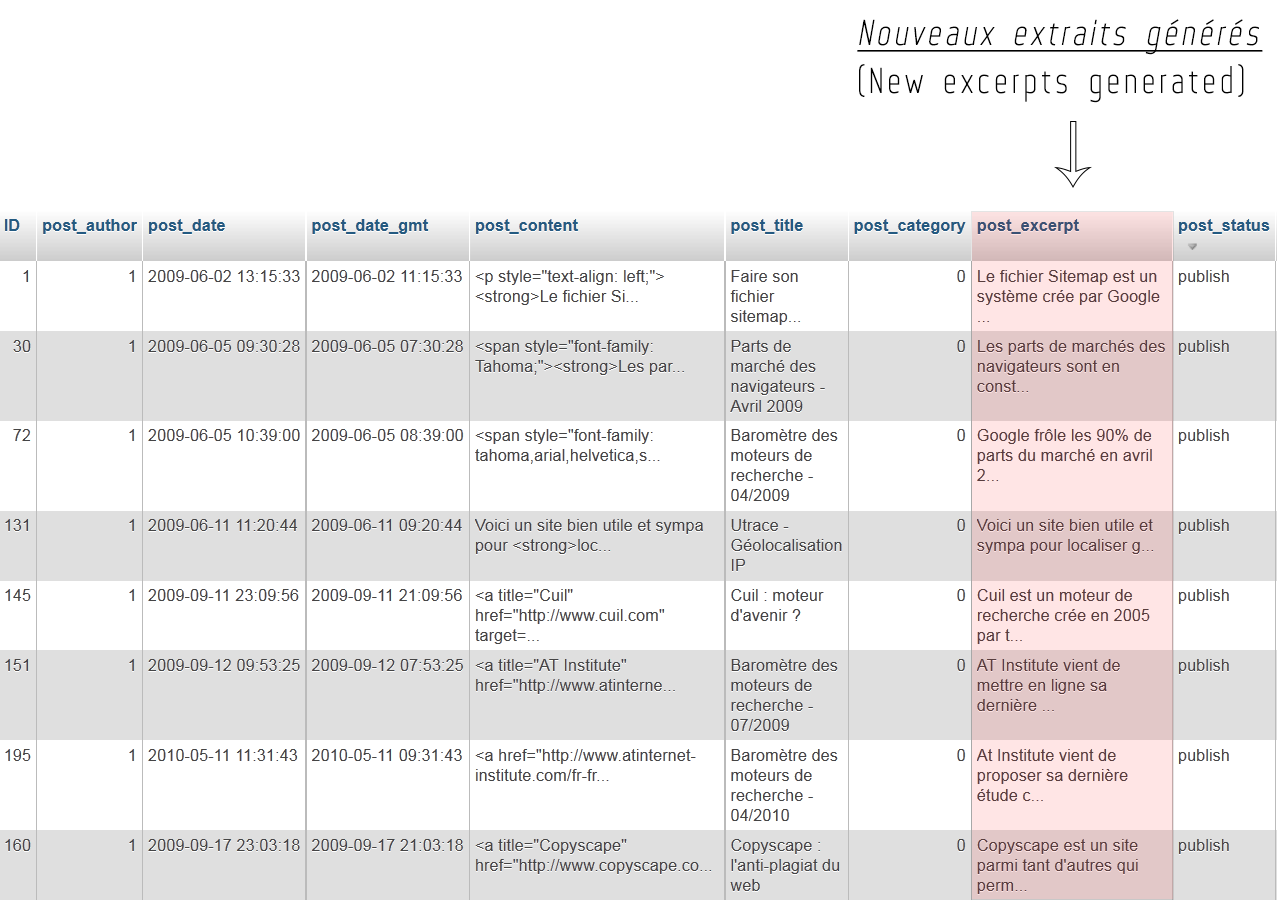 Nouveaux extraits générés
(New excerpts generated)
ID post_author post_date post_date_gmt post_content post_title post_category post_excerpt post_status
1 1 2009-06-02 13:15:33 2009-06-02 11:15:33 <p style="text-align: left;"> Faire son 0 Le fichier Sitemap est un publish
<strong>Le fichier Si... fichier système crée par Google
sitemap... ...
30 1 2009-06-05 09:30:28 2009-06-05 07:30:28 <span style="font-family: Parts de 0 Les parts de marchés des publish
Tahoma;"><strong>Les par... marché des navigateurs sont en
navigateurs - const...
Avril 2009
72 1 2009-06-05 10:39:00 2009-06-05 08:39:00 <span style="font-family: Baromètre des 0 Google frôle les 90% de publish
tahoma,arial,helvetica,s... moteurs de parts du marché en avril
recherche - 2...
04/2009
131 1 2009-06-11 11:20:44 2009-06-11 09:20:44 Voici un site bien utile et sympa Utrace - 0 Voici un site bien utile et publish
pour <strong>loc... Géolocalisation sympa pour localiser g...
IP
145 1 2009-09-11 23:09:56 2009-09-11 21:09:56 <a title="Cuil" Cuil : moteur 0 Cuil est un moteur de publish
href="http://www.cuil.com" d'avenir ? recherche crée en 2005
target=... par t...
151 1 2009-09-12 09:53:25 2009-09-12 07:53:25 <a title="AT Institute" Baromètre des 0 AT Institute vient de publish
href="http://www.atinterne... moteurs de mettre en ligne sa
recherche - dernière ...
07/2009
195 1 2010-05-11 11:31:43 2010-05-11 09:31:43 <a href="http://www.atinternet- Baromètre des 0 At Institute vient de publish
institute.com/fr-fr... moteurs de proposer sa dernière
recherche - étude c...
04/2010
160 1 2009-09-17 23:03:18 2009-09-17 21:03:18 <a title="Copyscape" Copyscape : 0 Copyscape est un site publish
href="http://www.copyscape.co... l'anti-plagiat du parmi tant d'autres qui
web perm...